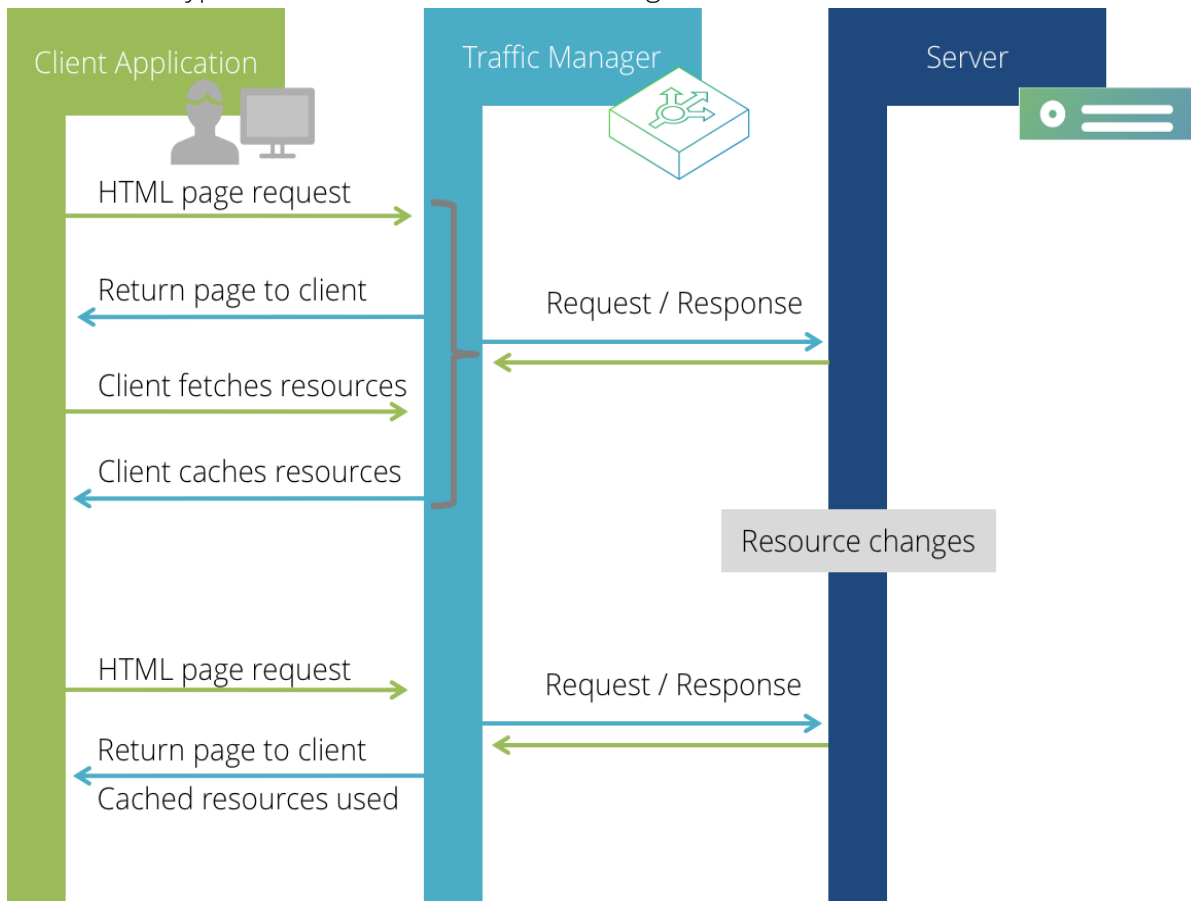 Client Application
Traffic Manager
Server
HTML page request
Return page to client
Request / Response
Client fetches resources
Client caches resources
Resource changes
HTML page request
Request / Response
Return page to client
Cached resources used